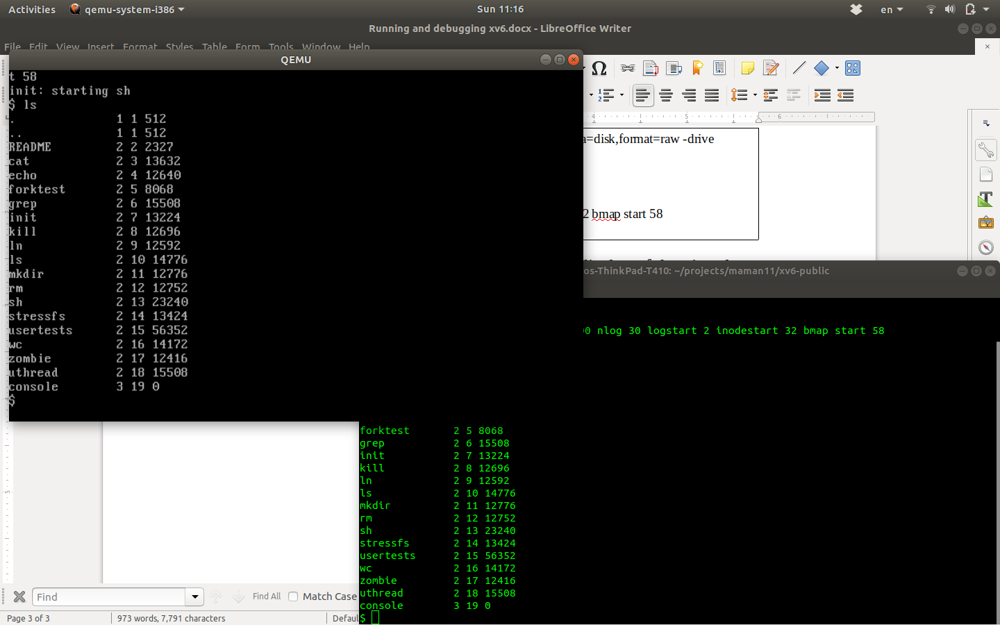 Activities qemu-system-i386 Sun 11:16 en
Running and debugging xv6.docx - LibreOffice Writer
File Edit View Insert Format Styles Table Form Tools Window Help
QEMU
t 58
init: starting sh
$ ls
. 1 1 512
.. 1 1 512
README 2 2 2327
cat 2 3 13632
echo 2 4 12640
forktest 2 5 8068
grep 2 6 15508
init 2 7 13224
kill 2 8 12696
ln 2 9 12592
ls 2 10 14776
mkdir 2 11 12776
rm 2 12 12752
sh 2 13 23240
stressfs 2 14 13424
usertests 2 15 56352
wc 2 16 14172
zombie 2 17 12416
uthread 2 18 15508
console 3 19 0
$
4 5 6
a=disk,format=raw -drive
2 bmap start 58
os-ThinkPad-T410: ~/projects/maman11/xv6-public
00 nlog 30 logstart 2 inodestart 32 bmap start 58
forktest 2 5 8068
grep 2 6 15508
init 2 7 13224
kill 2 8 12696
ln 2 9 12592
ls 2 10 14776
mkdir 2 11 12776
rm 2 12 12752
sh 2 13 23240
stressfs 2 14 13424
usertests 2 15 56352
wc 2 16 14172
zombie 2 17 12416
uthread 2 18 15508
console 3 19 0
$
5
Find Find All Match Case
Page 3 of 3 973 words, 7,791 characters Defaul